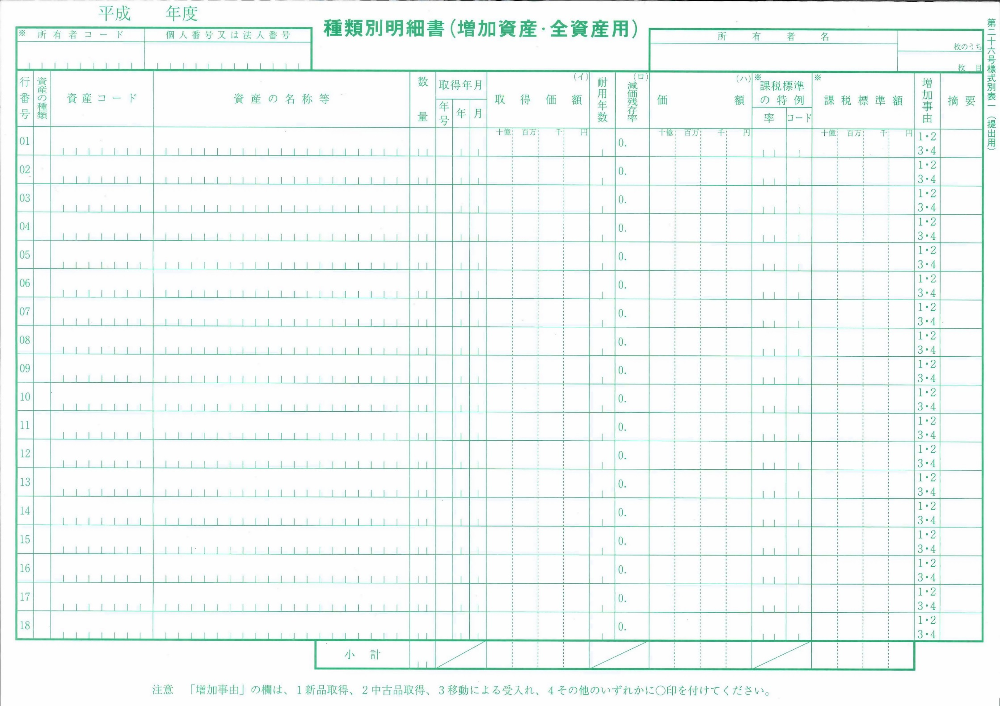 平成　　年度
種類別明細書(増加資産・全資産用)
第二十六号様式別表一（提出用）
※ 所有者コード
個人番号又は法人番号
所有者名
枚のうち
枚目
行番号
資産の種類
資産コード
資産の名称等
数量
取得年月
年号
年
月
(イ)
取得価額
耐用年数
(ロ)
減価残存率
(ハ)
価額
※
課税標準
の特例
率
コード
※
課税標準額
増加事由
摘要
01 十億 百万 千 円 0. 十億 百万 千 円 十億 百万 千 円 1・2
3・4
02 0. 1・2
3・4
03 0. 1・2
3・4
04 0. 1・2
3・4
05 0. 1・2
3・4
06 0. 1・2
3・4
07 0. 1・2
3・4
08 0. 1・2
3・4
09 0. 1・2
3・4
10 0. 1・2
3・4
11 0. 1・2
3・4
12 0. 1・2
3・4
13 0. 1・2
3・4
14 0. 1・2
3・4
15 0. 1・2
3・4
16 0. 1・2
3・4
17 0. 1・2
3・4
18 0. 1・2
3・4
小計
注意　「増加事由」の欄は、1新品取得、2中古品取得、3移動による受入れ、4その他のいずれかに○印を付けてください。